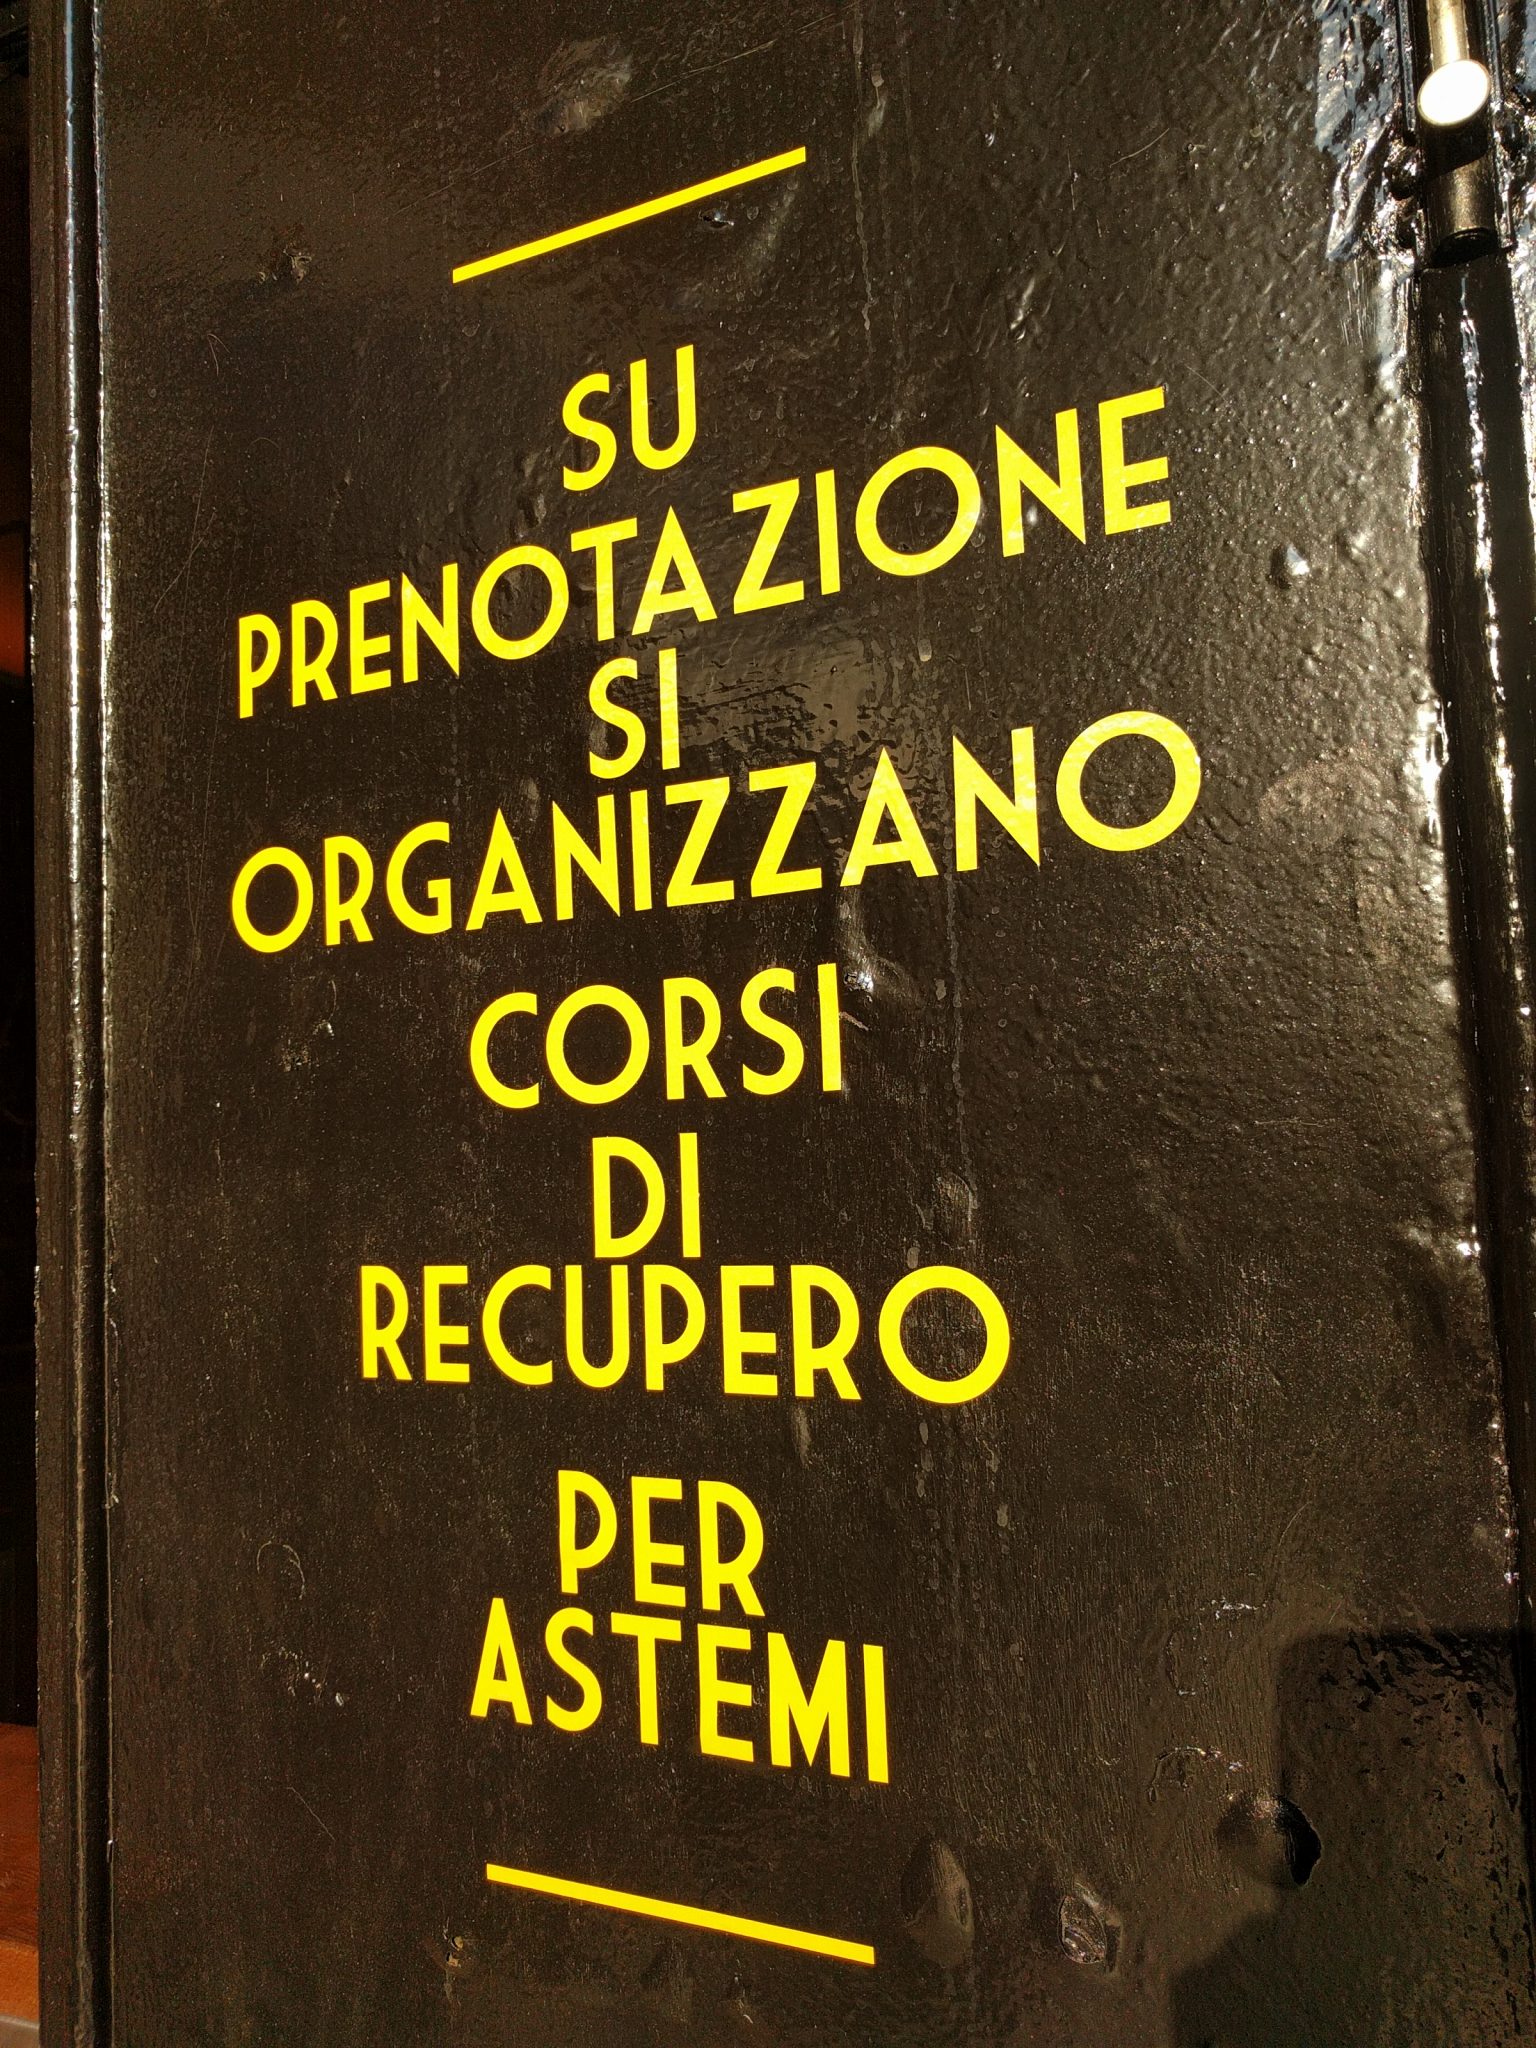 SU
PRENOTAZIONE
SI
ORGANIZZANO
CORSI
DI
RECUPERO
PER
ASTEMI